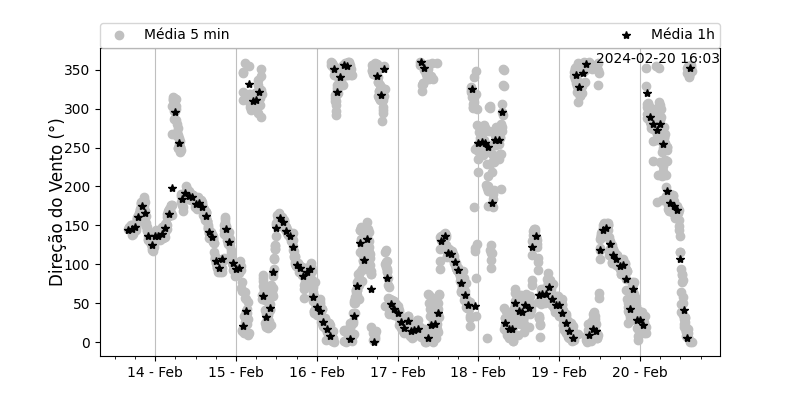 Média 5 min
Média 1h
2024-02-20 16:03
Direção do Vento (°)
350
300
250
200
150
100
50
0
14 - Feb
15 - Feb
16 - Feb
17 - Feb
18 - Feb
19 - Feb
20 - Feb